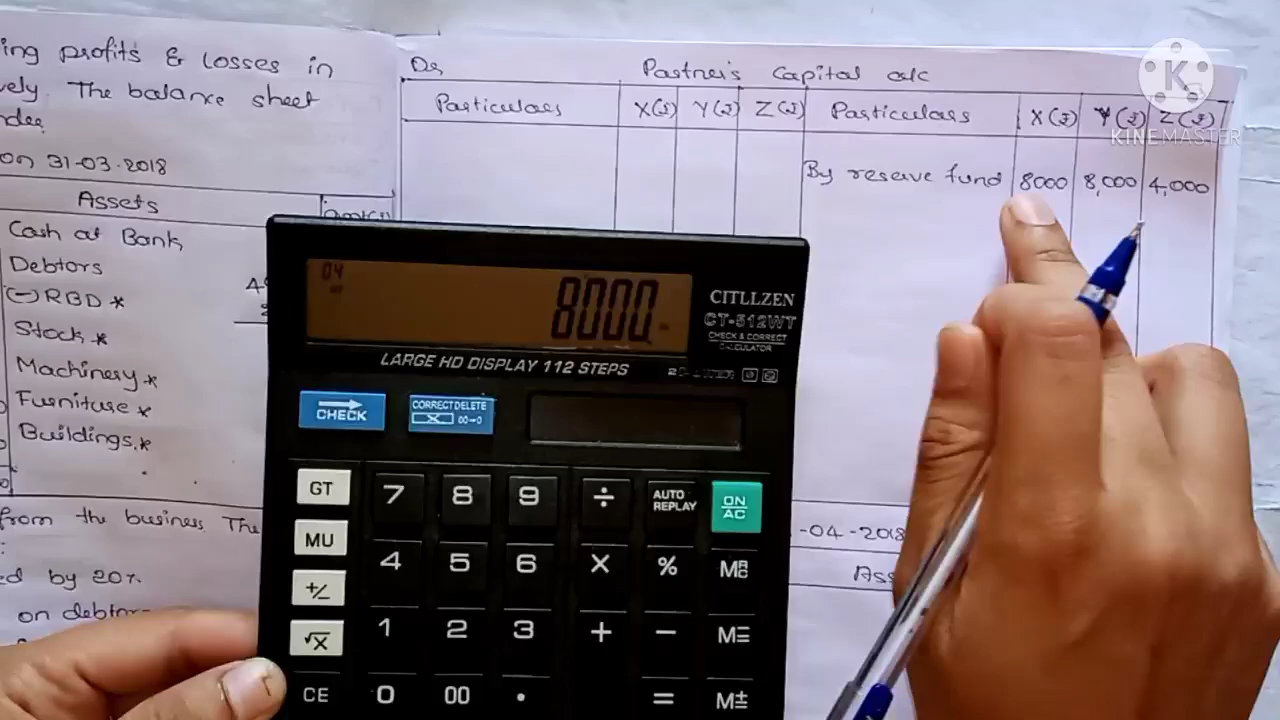 ing profits & losses in
vely. The balance sheet
nder
on 31-03-2018
Assets
Cash at Bank
Debtors
(-) RBD *
Stock *
Machinery *
Furniture *
Buildings *
from the business. The
ed by 20%
on debtor
Dr Partner's Capital a/c
Particulars X(₹) Y(₹) Z(₹) Particulars X(₹) Y(₹) Z(₹)
By reserve fund 8000 8,000 4,000
-04-2018
Ass
K
KINEMASTER
04
8000
CITLLZEN
CT-512WT
CHECK & CORRECT
CALCULATOR
LARGE HD DISPLAY 112 STEPS
CHECK
CORRECT DELETE
00→0
GT 7 8 9 ÷ AUTO REPLAY ON/AC
MU 4 5 6 × %
+/- 1 2 3 + - M=
√x
CE 0 00 . = M±